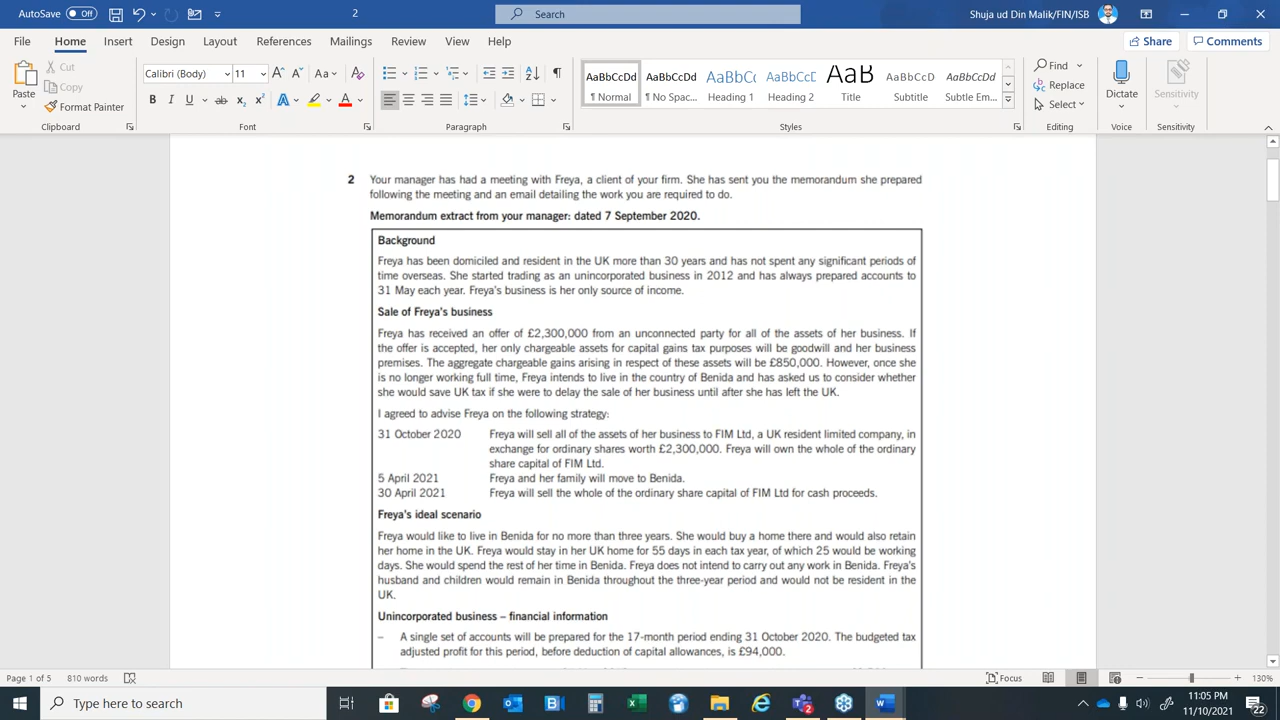 AutoSave Off 2 Search Shuja ud Din Malik/FIN/ISB
File Home Insert Design Layout References Mailings Review View Help Share Comments
Paste Cut Copy Format Painter
Calibri (Body) 11 A A Aa A
B I U ab x2 x2 A A
AaBbCcDd ¶ Normal
AaBbCcDd ¶ No Spac...
AaBbCc Heading 1
AaBbCcD Heading 2
AaB Title
AaBbCcD Subtitle
AaBbCcDd Subtle Em...
Find
Replace
Select
Dictate
Sensitivity
Clipboard Font Paragraph Styles Editing Voice Sensitivity
2 Your manager has had a meeting with Freya, a client of your firm. She has sent you the memorandum she prepared
following the meeting and an email detailing the work you are required to do.
Memorandum extract from your manager: dated 7 September 2020.
Background
Freya has been domiciled and resident in the UK more than 30 years and has not spent any significant periods of
time overseas. She started trading as an unincorporated business in 2012 and has always prepared accounts to
31 May each year. Freya's business is her only source of income.
Sale of Freya's business
Freya has received an offer of £2,300,000 from an unconnected party for all of the assets of her business. If
the offer is accepted, her only chargeable assets for capital gains tax purposes will be goodwill and her business
premises. The aggregate chargeable gains arising in respect of these assets will be £850,000. However, once she
is no longer working full time, Freya intends to live in the country of Benida and has asked us to consider whether
she would save UK tax if she were to delay the sale of her business until after she has left the UK.
I agreed to advise Freya on the following strategy:
31 October 2020 Freya will sell all of the assets of her business to FIM Ltd, a UK resident limited company, in
exchange for ordinary shares worth £2,300,000. Freya will own the whole of the ordinary
share capital of FIM Ltd.
5 April 2021 Freya and her family will move to Benida.
30 April 2021 Freya will sell the whole of the ordinary share capital of FIM Ltd for cash proceeds.
Freya's ideal scenario
Freya would like to live in Benida for no more than three years. She would buy a home there and would also retain
her home in the UK. Freya would stay in her UK home for 55 days in each tax year, of which 25 would be working
days. She would spend the rest of her time in Benida. Freya does not intend to carry out any work in Benida. Freya's
husband and children would remain in Benida throughout the three-year period and would not be resident in the
UK.
Unincorporated business – financial information
– A single set of accounts will be prepared for the 17-month period ending 31 October 2020. The budgeted tax
adjusted profit for this period, before deduction of capital allowances, is £94,000.
Page 1 of 5 810 words Focus 130%
Type here to search 11:05 PM
11/10/2021 22